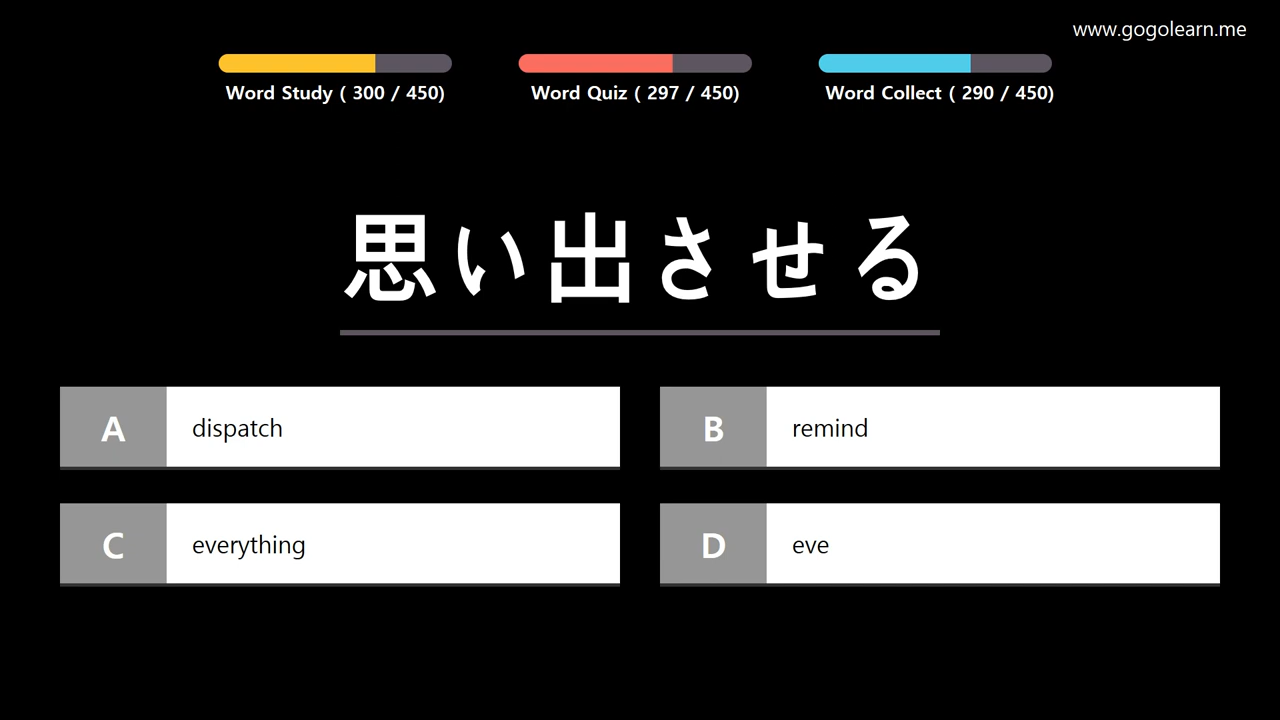 www.gogolearn.me
Word Study ( 300 / 450)
Word Quiz ( 297 / 450)
Word Collect ( 290 / 450)
思い出させる
A dispatch
B remind
C everything
D eve